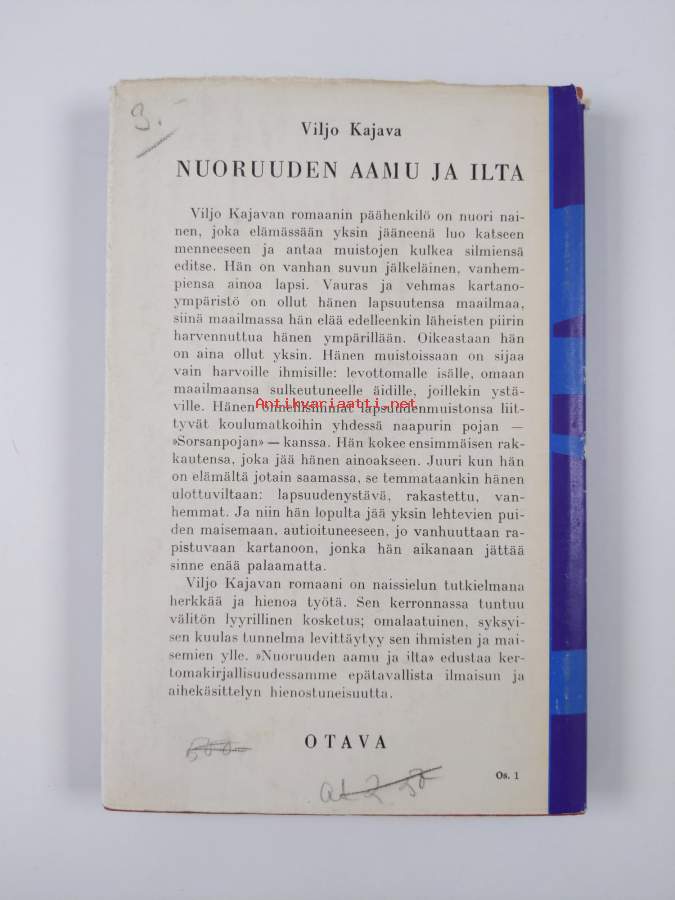 3.-
Viljo Kajava
NUORUUDEN AAMU JA ILTA
Viljo Kajavan romaanin päähenkilö on nuori nai-
nen, joka elämässään yksin jääneenä luo katseen
menneeseen ja antaa muistojen kulkea silmiensä
editse. Hän on vanhan suvun jälkeläinen, vanhem-
piensa ainoa lapsi. Vauras ja vehmas kartano-
ympäristö on ollut hänen lapsuutensa maailmaa,
siinä maailmassa hän elää edelleenkin läheisten piirin
harvennuttua hänen ympärillään. Oikeastaan hän
on aina ollut yksin. Hänen muistoissaan on sijaa
vain harvoille ihmisille: levottomalle isälle, omaan
maailmaansa sulkeutuneelle äidille, joillekin ystä-
Antikvariaatti.net
ville. Hänen onnellisimmat lapsuudenmuistonsa liit-
tyvät koulumatkoihin yhdessä naapurin pojan —
»Sorsanpojan» — kanssa. Hän kokee ensimmäisen rak-
kautensa, joka jää hänen ainoakseen. Juuri kun hän
on elämältä jotain saamassa, se temmataankin hänen
ulottuviltaan: lapsuudenystävä, rakastettu, van-
hemmat. Ja niin hän lopulta jää yksin lehtevien pui-
den maisemaan, autioituneeseen, jo vanhuuttaan ra-
pistuvaan kartanoon, jonka hän aikanaan jättää
sinne enää palaamatta.
Viljo Kajavan romaani on naissielun tutkielmana
herkkää ja hienoa työtä. Sen kerronnassa tuntuu
välitön lyyrillinen kosketus; omalaatuinen, syksyi-
sen kuulas tunnelma levittäytyy sen ihmisten ja mai-
semien ylle. »Nuoruuden aamu ja ilta» edustaa ker-
tomakirjallisuudessamme epätavallista ilmaisun ja
aihekäsittelyn hienostuneisuutta.
OTAVA
Os. 1